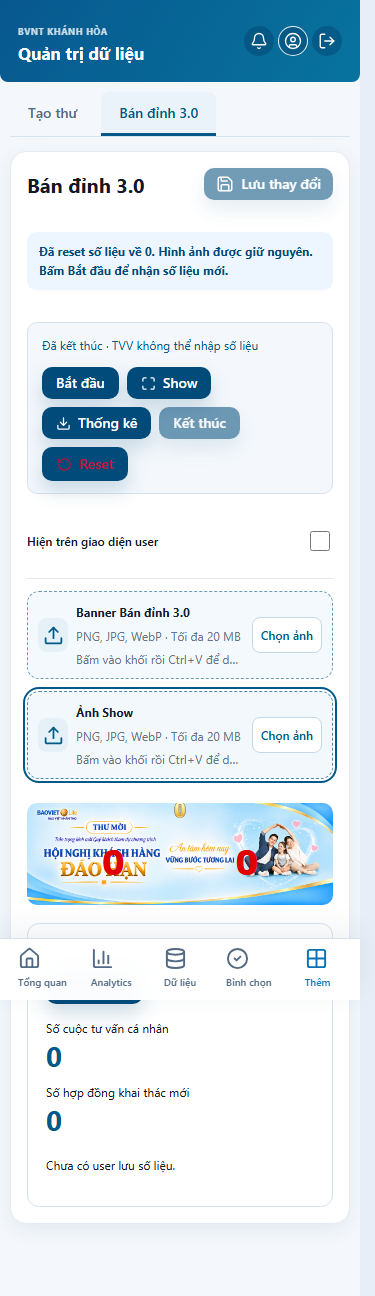 BVNT KHÁNH HÒA
Quản trị dữ liệu
Tạo thư
Bán đỉnh 3.0
Bán đỉnh 3.0
Lưu thay đổi
Đã reset số liệu về 0. Hình ảnh được giữ nguyên.
Bấm Bắt đầu để nhận số liệu mới.
Đã kết thúc · TVV không thể nhập số liệu
Bắt đầu
Show
Thống kê
Kết thúc
Reset
Hiện trên giao diện user
Banner Bán đỉnh 3.0
PNG, JPG, WebP · Tối đa 20 MB
Bấm vào khối rồi Ctrl+V để d...
Chọn ảnh
Ảnh Show
PNG, JPG, WebP · Tối đa 20 MB
Bấm vào khối rồi Ctrl+V để d...
Chọn ảnh
BAOVIET Life
THƯ MỜI
HỘI NGHỊ KHÁCH HÀNG
0
An tâm hôm nay
VỮNG BƯỚC TƯƠNG LAI
0
Tổng quan
Analytics
Dữ liệu
Bình chọn
Thêm
Số cuộc tư vấn cá nhân
0
Số hợp đồng khai thác mới
0
Chưa có user lưu số liệu.